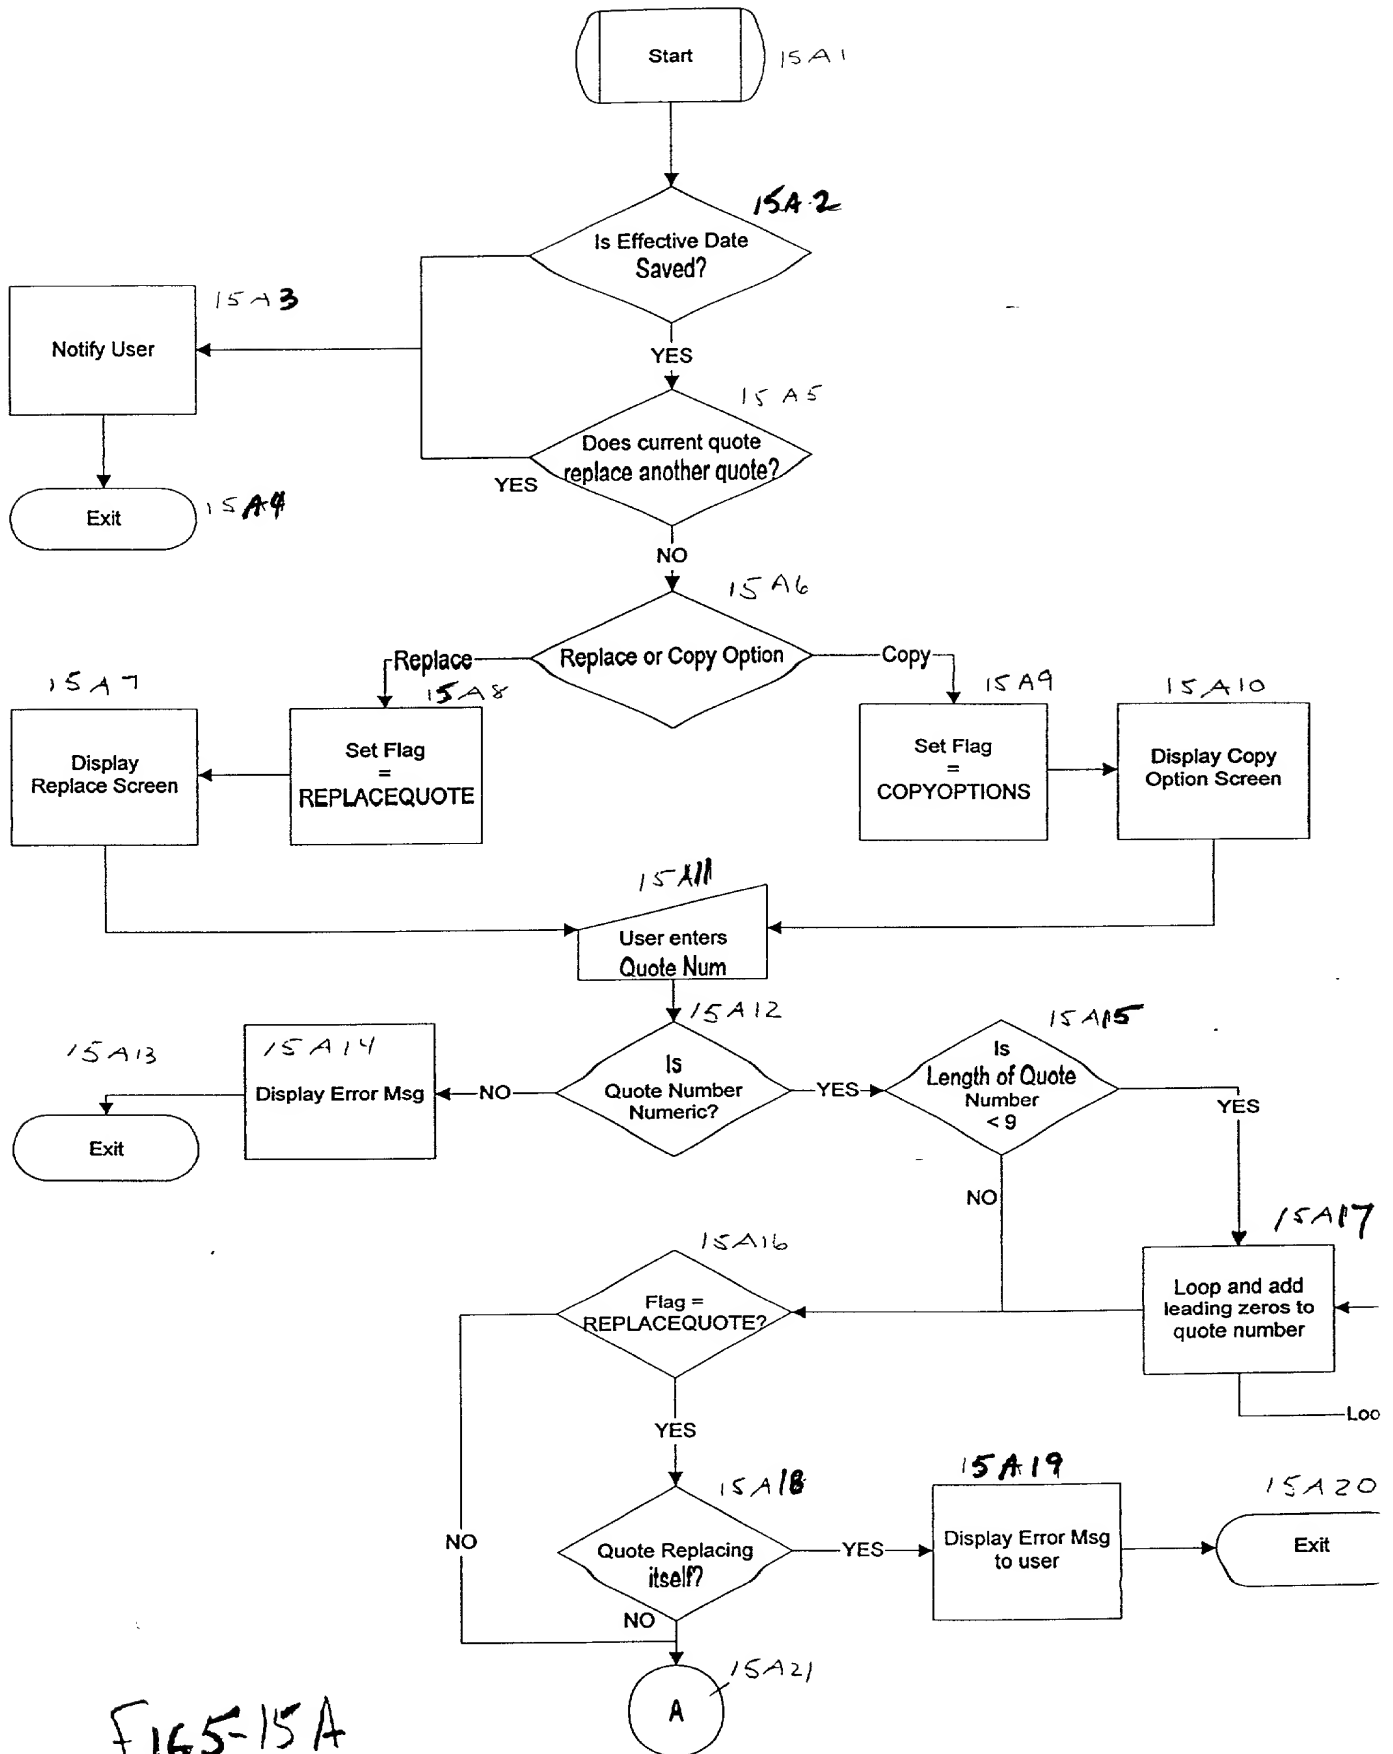 Start
15A1
15A2
Is Effective Date
Saved?
15A3
Notify User
YES
15A5
Does current quote
replace another quote?
YES
Exit
15A4
NO
15A6
Replace
Replace or Copy Option
Copy
15A7
15A8
15A9
15A10
Display
Replace Screen
Set Flag
=
REPLACEQUOTE
Set Flag
=
COPYOPTIONS
Display Copy
Option Screen
15A11
User enters
Quote Num
15A12
15A15
15A13
15A14
Display Error Msg
NO
Is
Quote Number
Numeric?
YES
Is
Length of Quote
Number
< 9
YES
Exit
NO
15A17
15A16
Flag =
REPLACEQUOTE?
Loop and add
leading zeros to
quote number
YES
Loo
15A18
15A19
15A20
NO
Quote Replacing
itself?
YES
Display Error Msg
to user
Exit
NO
15A21
A
FIG5-15A